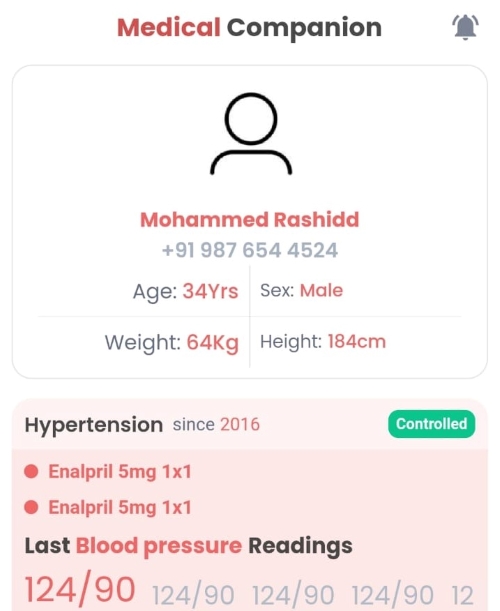 Medical Companion
Mohammed Rashidd
+91 987 654 4524
Age: 34Yrs Sex: Male
Weight: 64Kg Height: 184cm
Hypertension since 2016 Controlled
Enalpril 5mg 1x1
Enalpril 5mg 1x1
Last Blood pressure Readings
124/90 124/90 124/90 124/90 12